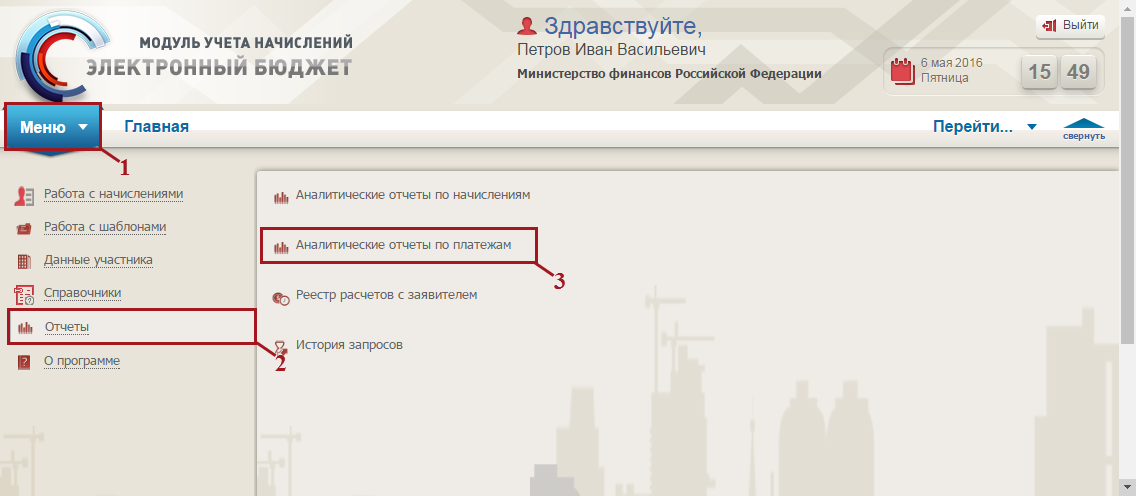 Здравствуйте,
Выйти
МОДУЛЬ УЧЕТА НАЧИСЛЕНИЙ
ЭЛЕКТРОННЫЙ БЮДЖЕТ
Петров Иван Васильевич
Министерство финансов Российской Федерации
6 мая 2016
Пятница
15 49
Меню Главная Перейти...
свернуть
1
Работа с начислениями
Работа с шаблонами
Данные участника
Справочники
Отчеты
2
О программе
Аналитические отчеты по начислениям
Аналитические отчеты по платежам
3
Реестр расчетов с заявителем
История запросов